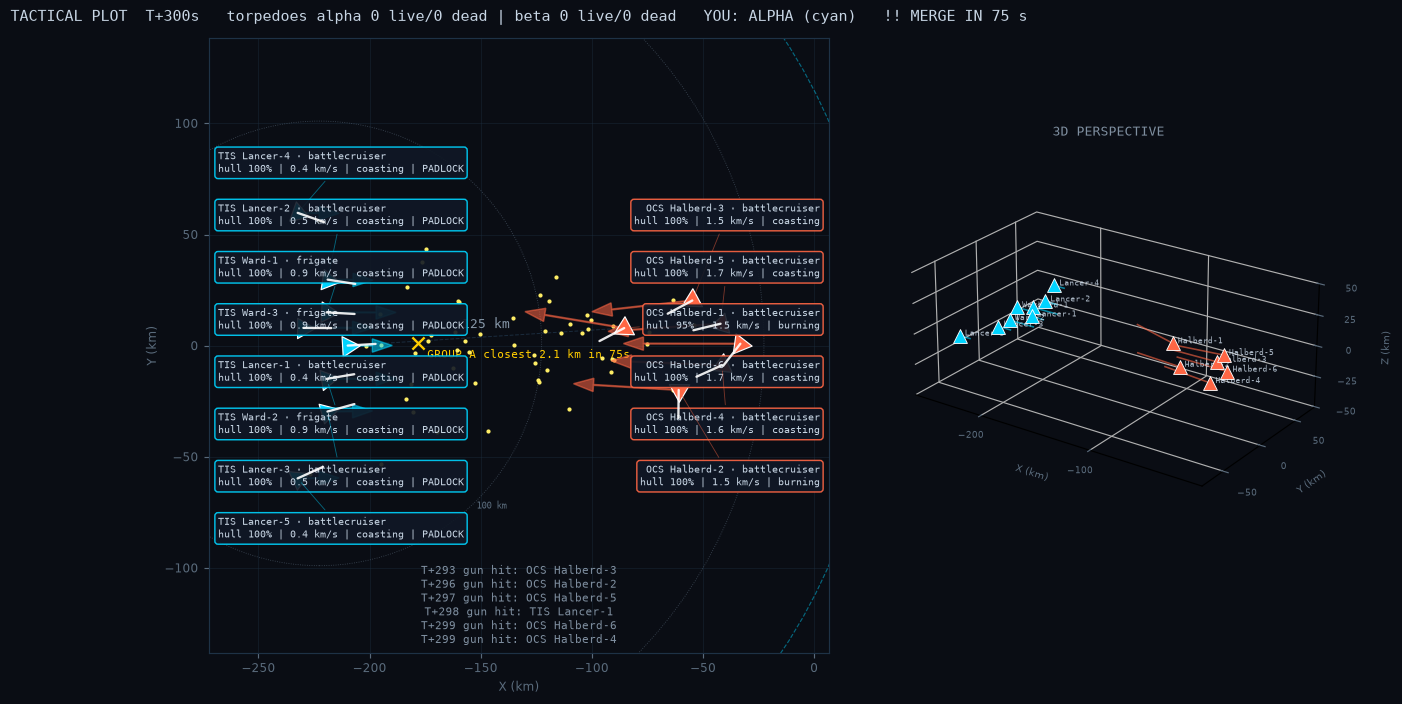 TACTICAL PLOT  T+300s   torpedoes alpha 0 live/0 dead | beta 0 live/0 dead   YOU: ALPHA (cyan)   !! MERGE IN 75 s
3D PERSPECTIVE
TIS Lancer-4 · battlecruiser
hull 100% | 0.4 km/s | coasting | PADLOCK
TIS Lancer-2 · battlecruiser
hull 100% | 0.5 km/s | coasting | PADLOCK
TIS Ward-1 · frigate
hull 100% | 0.9 km/s | coasting | PADLOCK
TIS Ward-3 · frigate
hull 100% | 0.9 km/s | coasting | PADLOCK
TIS Lancer-1 · battlecruiser
hull 100% | 0.4 km/s | coasting | PADLOCK
TIS Ward-2 · frigate
hull 100% | 0.9 km/s | coasting | PADLOCK
TIS Lancer-3 · battlecruiser
hull 100% | 0.5 km/s | coasting | PADLOCK
TIS Lancer-5 · battlecruiser
hull 100% | 0.4 km/s | coasting | PADLOCK
OCS Halberd-3 · battlecruiser
hull 100% | 1.5 km/s | coasting
OCS Halberd-5 · battlecruiser
hull 100% | 1.7 km/s | coasting
OCS Halberd-1 · battlecruiser
hull 95% | 1.5 km/s | burning
OCS Halberd-6 · battlecruiser
hull 100% | 1.7 km/s | coasting
OCS Halberd-4 · battlecruiser
hull 100% | 1.6 km/s | coasting
OCS Halberd-2 · battlecruiser
hull 100% | 1.5 km/s | burning
25 km
GROUP A closest 2.1 km in 75s
100 km
T+293 gun hit: OCS Halberd-3
T+296 gun hit: OCS Halberd-2
T+297 gun hit: OCS Halberd-5
T+298 gun hit: TIS Lancer-1
T+299 gun hit: OCS Halberd-6
T+299 gun hit: OCS Halberd-4
100
50
0
−50
−100
Y (km)
−250
−200
−150
−100
−50
0
X (km)
Lancer-4
Lancer-2
Lancer-1
Halberd-1
Halberd-5
Halberd-6
Halberd-4
50
25
0
−25
−50
Z (km)
−200
−100
X (km)
50
0
−50
Y (km)